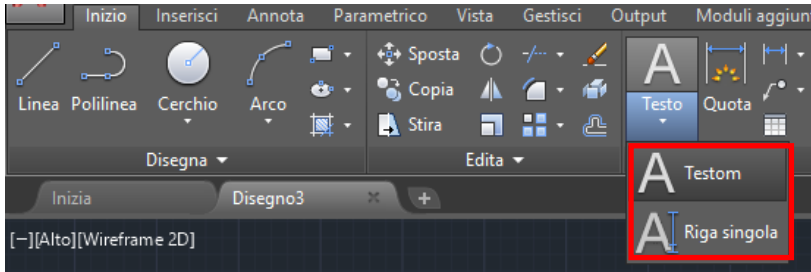 Inizio Inserisci Annota Parametrico Vista Gestisci Output Moduli aggiun
Sposta
Copia
Stira
Linea Polilinea Cerchio Arco
Testo Quota
Disegna Edita
Testom
Riga singola
Inizia Disegno3
[−][Alto][Wireframe 2D]